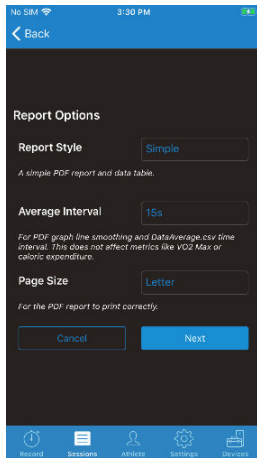 No SIM 3:30 PM
Back
Report Options
Report Style Simple
A simple PDF report and data
table.
Average Interval 15s
For PDF graph line smoothing and DataAverage.csv time
interval. This does not affect metrics like VO2 Max or
caloric expenditure.
Page Size Letter
For the PDF report to print correctly.
Cancel Next
Record Sessions Athlete Settings Devices